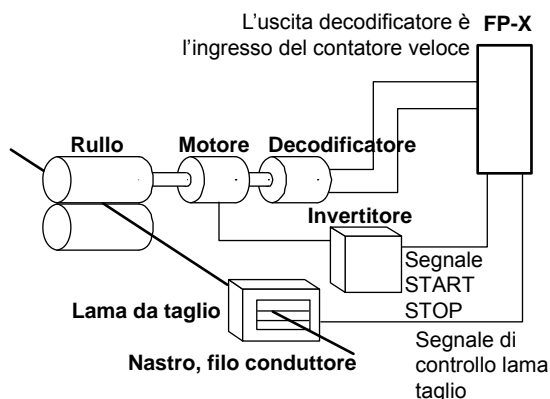 L'uscita decodificatore è
l'ingresso del contatore veloce
FP-X
Rullo
Motore
Decodificatore
Invertitore
Segnale
START
STOP
Lama da taglio
Segnale di
controllo lama
taglio
Nastro, filo conduttore